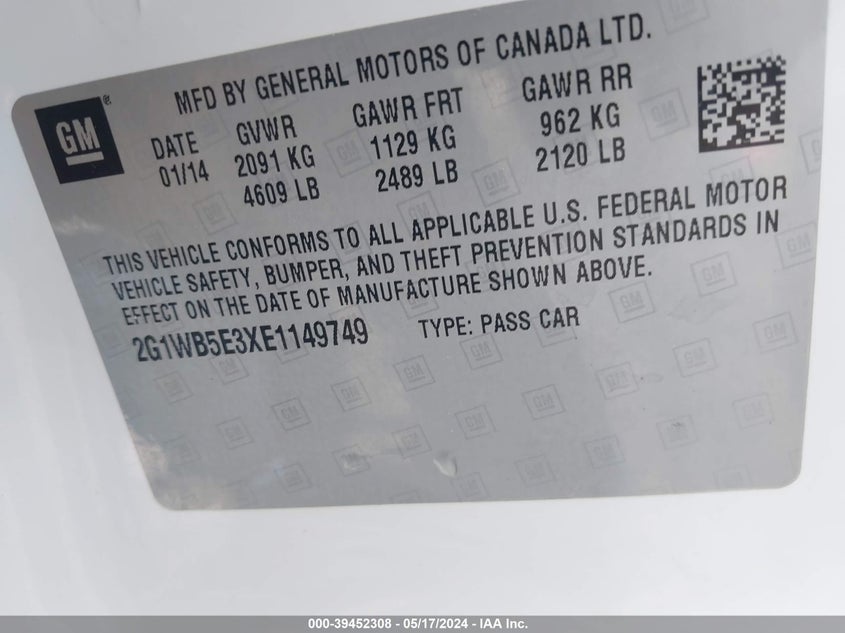 GM®
MFD BY GENERAL MOTORS OF CANADA LTD.
DATE GVWR GAWR FRT GAWR RR
01/14 2091 KG 1129 KG 962 KG
4609 LB 2489 LB 2120 LB
THIS VEHICLE CONFORMS TO ALL APPLICABLE U.S. FEDERAL MOTOR
VEHICLE SAFETY, BUMPER, AND THEFT PREVENTION STANDARDS IN
EFFECT ON THE DATE OF MANUFACTURE SHOWN ABOVE.
2G1WB5E3XE1149749 TYPE: PASS CAR
000-39452308 - 05/17/2024 - IAA Inc.